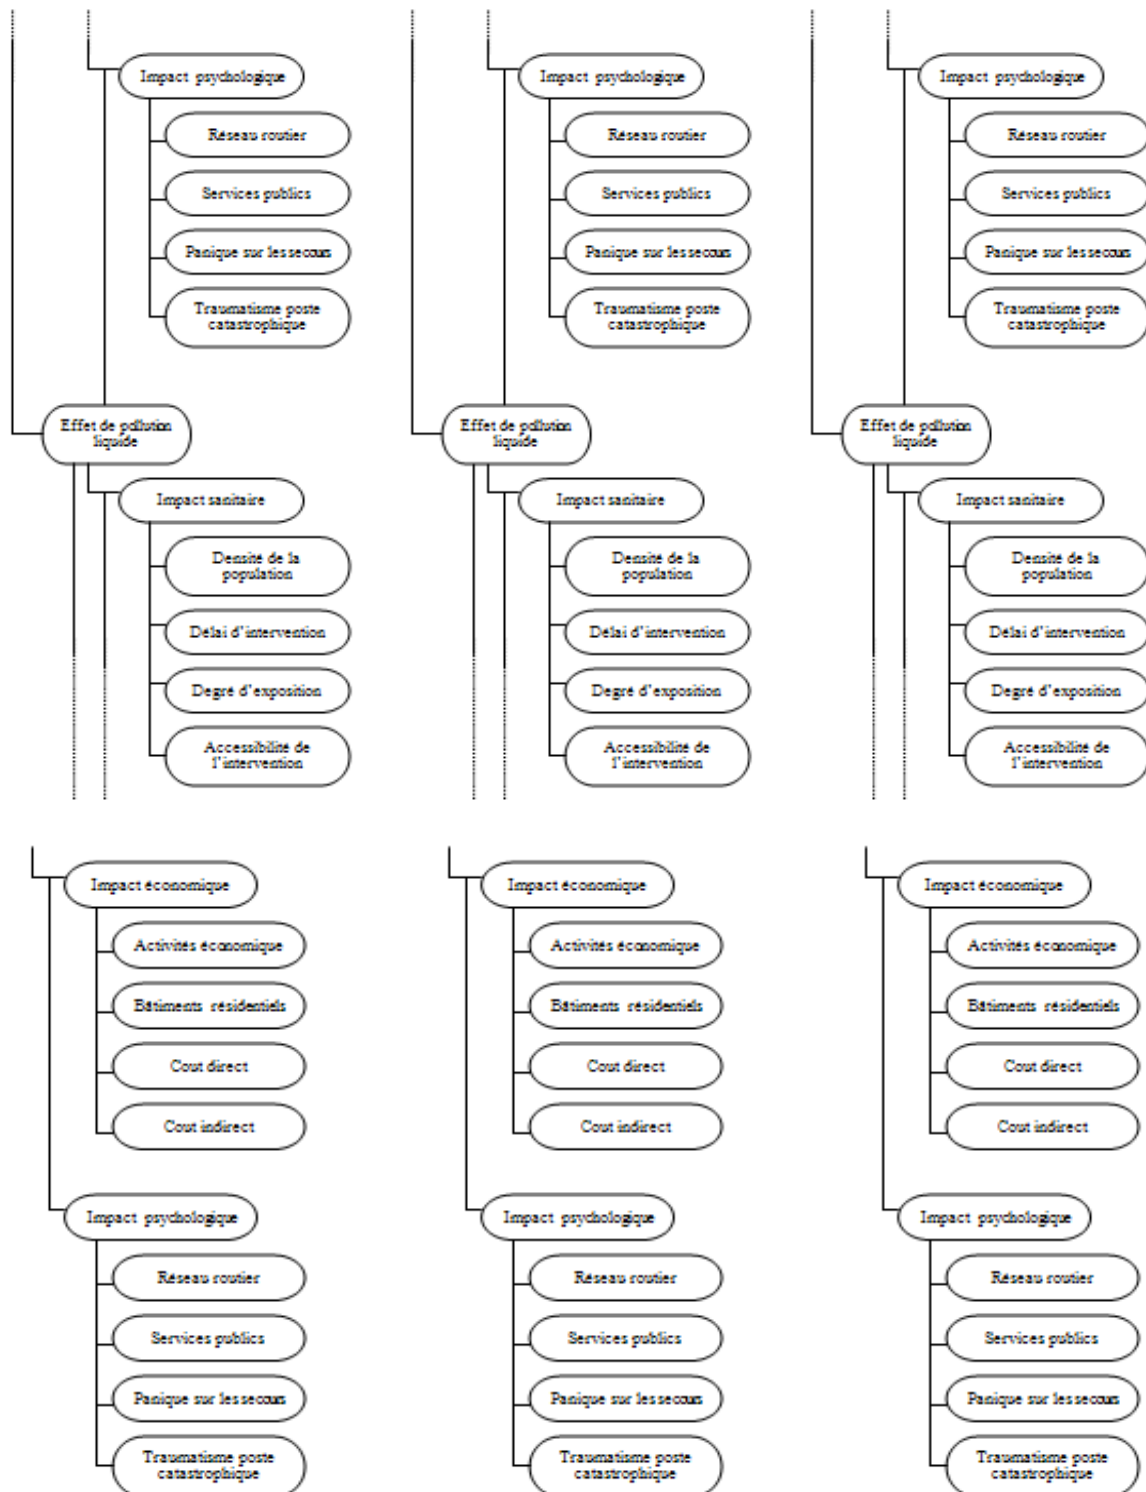 Impact psychologique
Réseau routier
Services publics
Panique sur les secours
Traumatisme poste
catastrophique
Effet de pollution
liquide
Impact sanitaire
Densité de la
population
Délai d'intervention
Degré d'exposition
Accessibilité de
l'intervention
Impact psychologique
Réseau routier
Services publics
Panique sur les secours
Traumatisme poste
catastrophique
Effet de pollution
liquide
Impact sanitaire
Densité de la
population
Délai d'intervention
Degré d'exposition
Accessibilité de
l'intervention
Impact psychologique
Réseau routier
Services publics
Panique sur les secours
Traumatisme poste
catastrophique
Effet de pollution
liquide
Impact sanitaire
Densité de la
population
Délai d'intervention
Degré d'exposition
Accessibilité de
l'intervention
Impact économique
Activités économique
Bâtiments résidentiels
Cout direct
Cout indirect
Impact psychologique
Réseau routier
Services publics
Panique sur les secours
Traumatisme poste
catastrophique
Impact économique
Activités économique
Bâtiments résidentiels
Cout direct
Cout indirect
Impact psychologique
Réseau routier
Services publics
Panique sur les secours
Traumatisme poste
catastrophique
Impact économique
Activités économique
Bâtiments résidentiels
Cout direct
Cout indirect
Impact psychologique
Réseau routier
Services publics
Panique sur les secours
Traumatisme poste
catastrophique